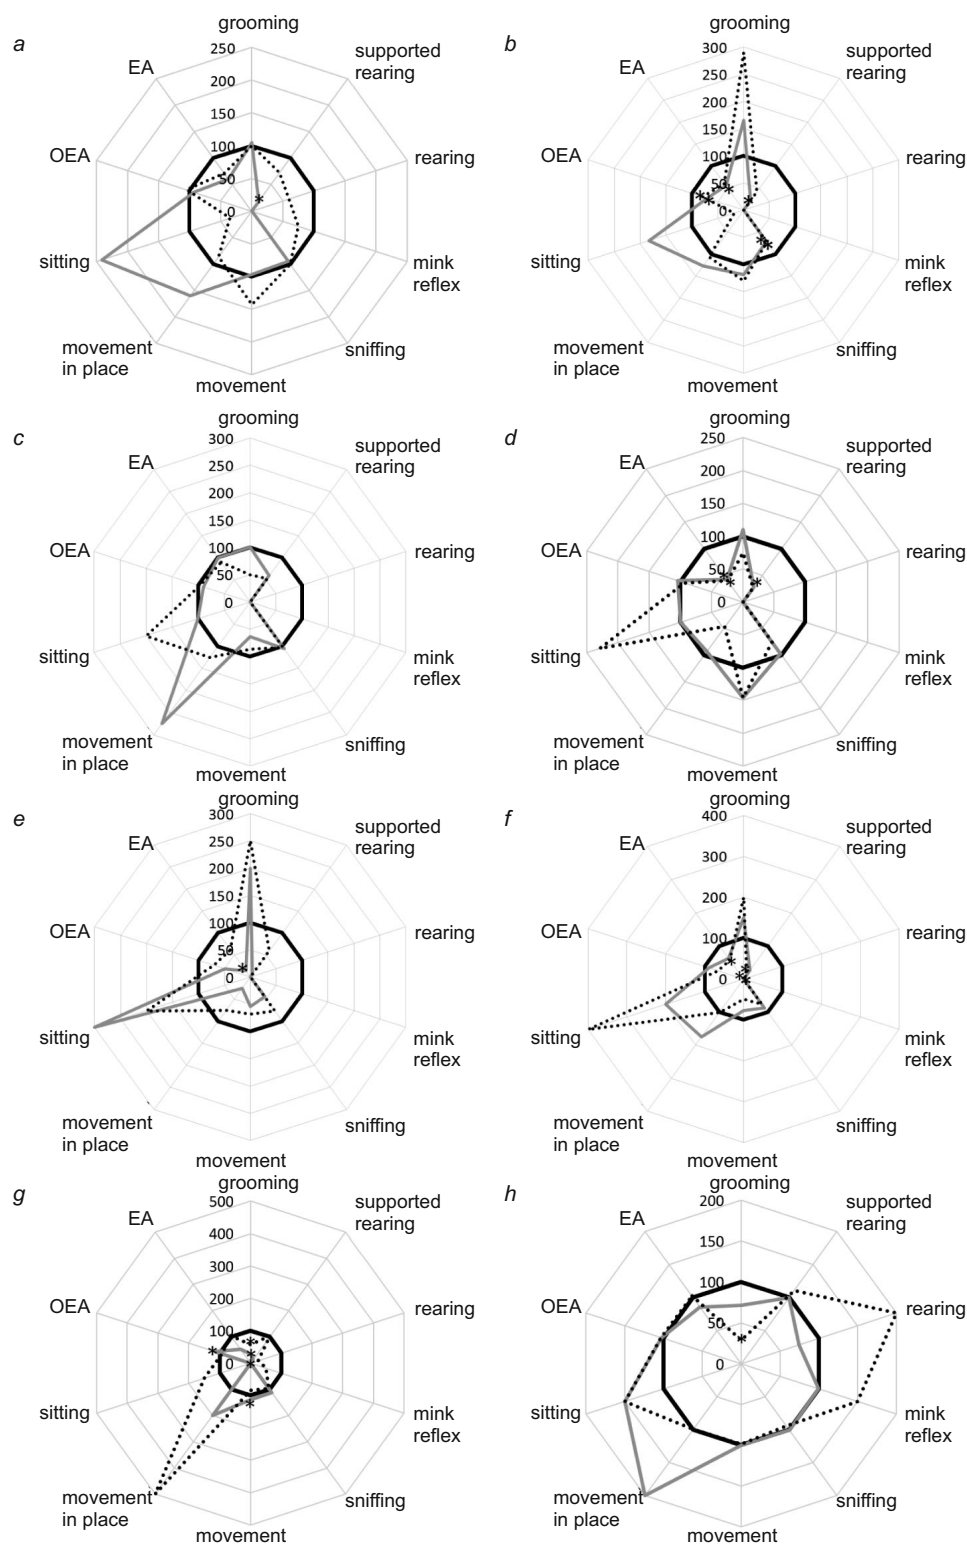 a
grooming
supported
rearing
rearing
mink
reflex
sniffing
movement
movement
in place
sitting
OEA
EA
250
200
150
100
50
0
*
b
grooming
supported
rearing
rearing
mink
reflex
sniffing
movement
movement
in place
sitting
OEA
EA
300
250
200
150
100
50
0
*
*
*
*
*
*
c
grooming
supported
rearing
rearing
mink
reflex
sniffing
movement
movement
in place
sitting
OEA
EA
300
250
200
150
100
50
0
d
grooming
supported
rearing
rearing
mink
reflex
sniffing
movement
movement
in place
sitting
OEA
EA
250
200
150
100
50
0
*
*
*
e
grooming
supported
rearing
rearing
mink
reflex
sniffing
movement
movement
in place
sitting
OEA
EA
300
250
200
150
100
50
0
*
f
grooming
supported
rearing
rearing
mink
reflex
sniffing
movement
movement
in place
sitting
OEA
EA
400
300
200
100
0
*
*
*
*
g
grooming
supported
rearing
rearing
mink
reflex
sniffing
movement
movement
in place
sitting
OEA
EA
500
400
300
200
100
0
*
*
*
*
*
h
grooming
supported
rearing
rearing
mink
reflex
sniffing
movement
movement
in place
sitting
OEA
EA
200
150
100
50
0
*